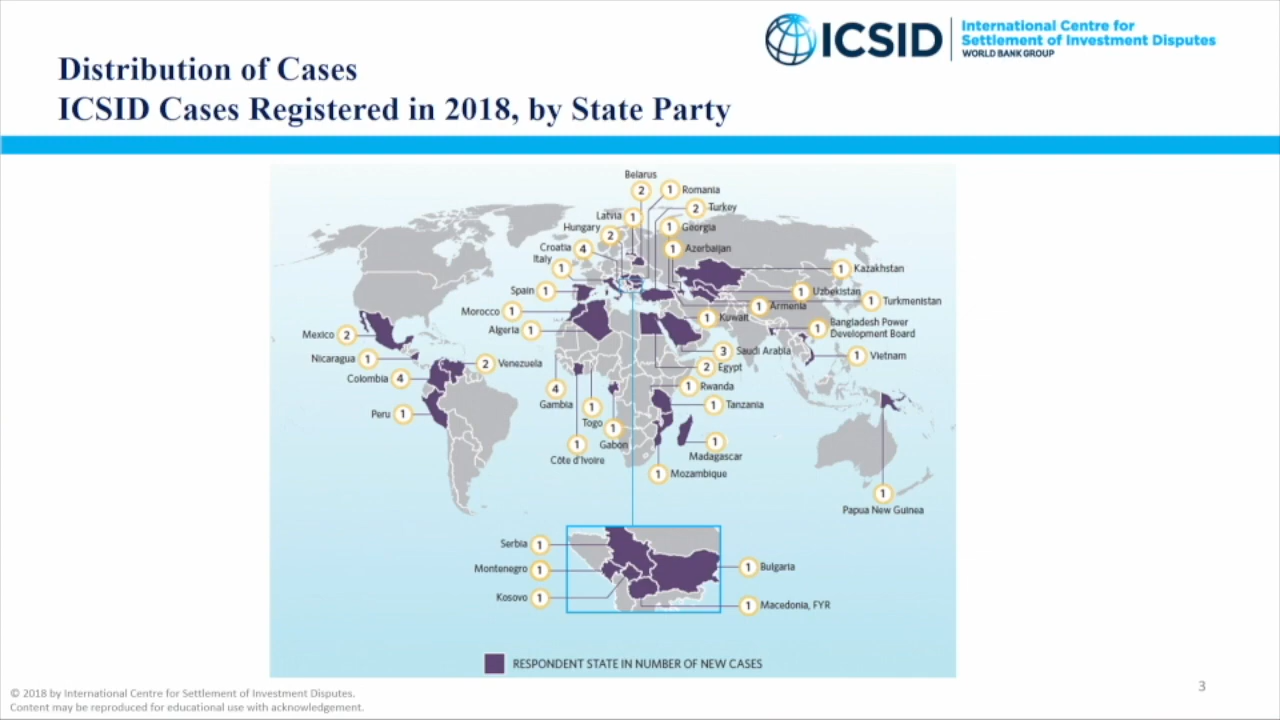 ICSID
International Centre for
Settlement of Investment Disputes
WORLD BANK GROUP
Distribution of Cases
ICSID Cases Registered in 2018, by State Party
Belarus
2
1 Romania
2 Turkey
Latvia 1
1 Georgia
Hungary 2
Croatia 4
1 Azerbaijan
Italy
1
1 Kazakhstan
Spain 1
1 Uzbekistan
1 Turkmenistan
1 Armenia
Morocco 1
1 Kuwait
Algeria 1
1 Bangladesh Power
Development Board
Mexico 2
3 Saudi Arabia
1 Vietnam
Nicaragua 1
2 Venezuela
2 Egypt
Colombia 4
4
Gambia
1 Rwanda
1 Tanzania
Peru 1
1
Togo
1
Gabon
1
Côte d'Ivoire
1
Madagascar
1 Mozambique
1
Papua New Guinea
Serbia 1
Montenegro 1
1 Bulgaria
Kosovo 1
1 Macedonia, FYR
RESPONDENT STATE IN NUMBER OF NEW CASES
© 2018 by International Centre for Settlement of Investment Disputes.
Content may be reproduced for educational use with acknowledgement.
3